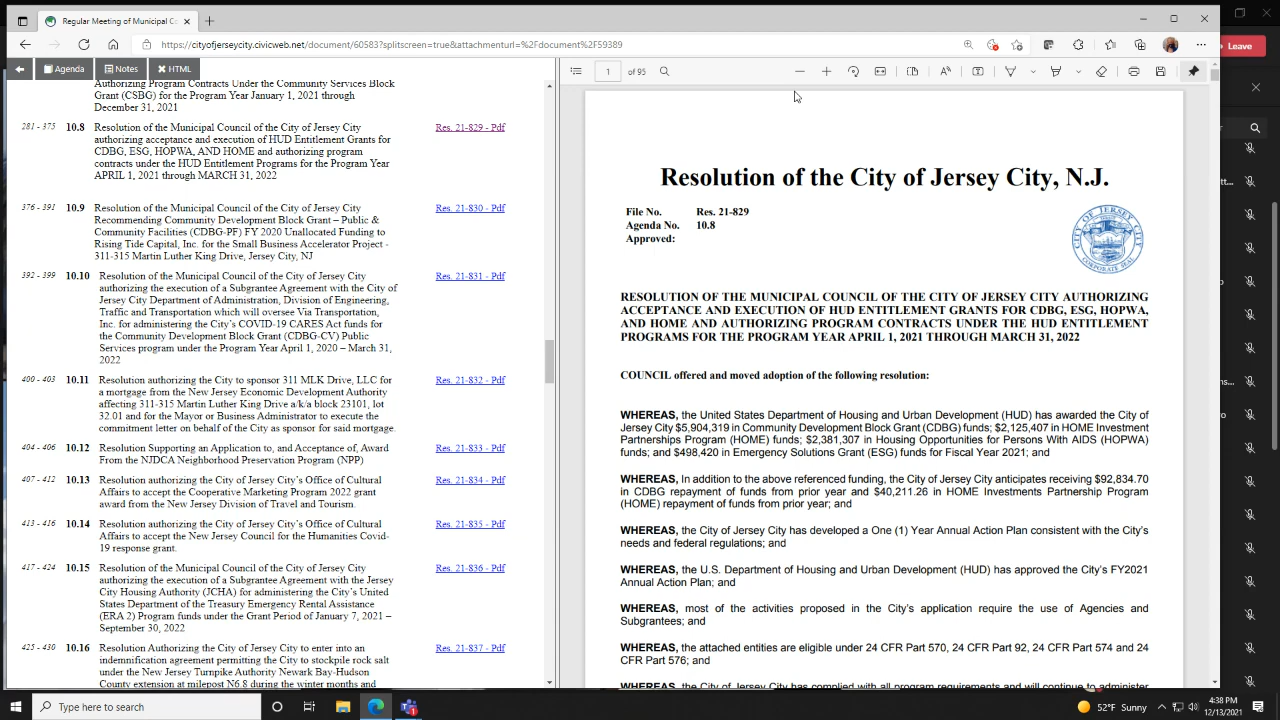 Regular Meeting of Municipal Co
https://cityofjerseycity.civicweb.net/document/60583?splitscreen=true&attachmenturl=%2Fdocument%2F59389
Leave
Agenda
Notes
HTML
1 of 95
Authorizing Program Contracts Under the Community Services Block
Grant (CSBG) for the Program Year January 1, 2021 through
December 31, 2021
281 - 375 10.8 Resolution of the Municipal Council of the City of Jersey City Res. 21-829 - Pdf
authorizing acceptance and execution of HUD Entitlement Grants for
CDBG, ESG, HOPWA, AND HOME and authorizing program
contracts under the HUD Entitlement Programs for the Program Year
APRIL 1, 2021 through MARCH 31, 2022
376 - 391 10.9 Resolution of the Municipal Council of the City of Jersey City Res. 21-830 - Pdf
Recommending Community Development Block Grant – Public &
Community Facilities (CDBG-PF) FY 2020 Unallocated Funding to
Rising Tide Capital, Inc. for the Small Business Accelerator Project -
311-315 Martin Luther King Drive, Jersey City, NJ
392 - 399 10.10 Resolution of the Municipal Council of the City of Jersey City Res. 21-831 - Pdf
authorizing the execution of a Subgrantee Agreement with the City of
Jersey City Department of Administration, Division of Engineering,
Traffic and Transportation which will oversee Via Transportation,
Inc. for administering the City's COVID-19 CARES Act funds for
the Community Development Block Grant (CDBG-CV) Public
Services program under the Program Year April 1, 2020 – March 31,
2022
400 - 403 10.11 Resolution authorizing the City to sponsor 311 MLK Drive, LLC for Res. 21-832 - Pdf
a mortgage from the New Jersey Economic Development Authority
affecting 311-315 Martin Luther King Drive a/k/a block 23101, lot
32.01 and for the Mayor or Business Administrator to execute the
commitment letter on behalf of the City as sponsor for said mortgage.
404 - 406 10.12 Resolution Supporting an Application to, and Acceptance of, Award Res. 21-833 - Pdf
From the NJDCA Neighborhood Preservation Program (NPP)
407 - 412 10.13 Resolution authorizing the City of Jersey City's Office of Cultural Res. 21-834 - Pdf
Affairs to accept the Cooperative Marketing Program 2022 grant
award from the New Jersey Division of Travel and Tourism.
413 - 416 10.14 Resolution authorizing the City of Jersey City's Office of Cultural Res. 21-835 - Pdf
Affairs to accept the New Jersey Council for the Humanities Covid-
19 response grant.
417 - 424 10.15 Resolution of the Municipal Council of the City of Jersey City Res. 21-836 - Pdf
authorizing the execution of a Subgrantee Agreement with the Jersey
City Housing Authority (JCHA) for administering the City's United
States Department of the Treasury Emergency Rental Assistance
(ERA 2) Program funds under the Grant Period of January 7, 2021 –
September 30, 2022
425 - 430 10.16 Resolution Authorizing the City of Jersey City to enter into an Res. 21-837 - Pdf
indemnification agreement permitting the City to stockpile rock salt
under the New Jersey Turnpike Authority Newark Bay-Hudson
County extension at milepost N6.8 during the winter months and
Resolution of the City of Jersey City, N.J.
File No. Res. 21-829
Agenda No. 10.8
Approved:
CITY OF JERSEY CITY
CORPORATE SEAL
RESOLUTION OF THE MUNICIPAL COUNCIL OF THE CITY OF JERSEY CITY AUTHORIZING
ACCEPTANCE AND EXECUTION OF HUD ENTITLEMENT GRANTS FOR CDBG, ESG, HOPWA,
AND HOME AND AUTHORIZING PROGRAM CONTRACTS UNDER THE HUD ENTITLEMENT
PROGRAMS FOR THE PROGRAM YEAR APRIL 1, 2021 THROUGH MARCH 31, 2022
COUNCIL offered and moved adoption of the following resolution:
WHEREAS, the United States Department of Housing and Urban Development (HUD) has awarded the City of
Jersey City $5,904,319 in Community Development Block Grant (CDBG) funds; $2,125,407 in HOME Investment
Partnerships Program (HOME) funds; $2,381,307 in Housing Opportunities for Persons With AIDS (HOPWA)
funds; and $498,420 in Emergency Solutions Grant (ESG) funds for Fiscal Year 2021; and
WHEREAS, In addition to the above referenced funding, the City of Jersey City anticipates receiving $92,834.70
in CDBG repayment of funds from prior year and $40,211.26 in HOME Investments Partnership Program
(HOME) repayment of funds from prior year; and
WHEREAS, the City of Jersey City has developed a One (1) Year Annual Action Plan consistent with the City's
needs and federal regulations; and
WHEREAS, the U.S. Department of Housing and Urban Development (HUD) has approved the City's FY2021
Annual Action Plan; and
WHEREAS, most of the activities proposed in the City's application require the use of Agencies and
Subgrantees; and
WHEREAS, the attached entities are eligible under 24 CFR Part 570, 24 CFR Part 92, 24 CFR Part 574 and 24
CFR Part 576; and
WHEREAS, the City of Jersey City has complied with all program requirements and will continue to administer
Type here to search
52°F Sunny
4:38 PM
12/13/2021